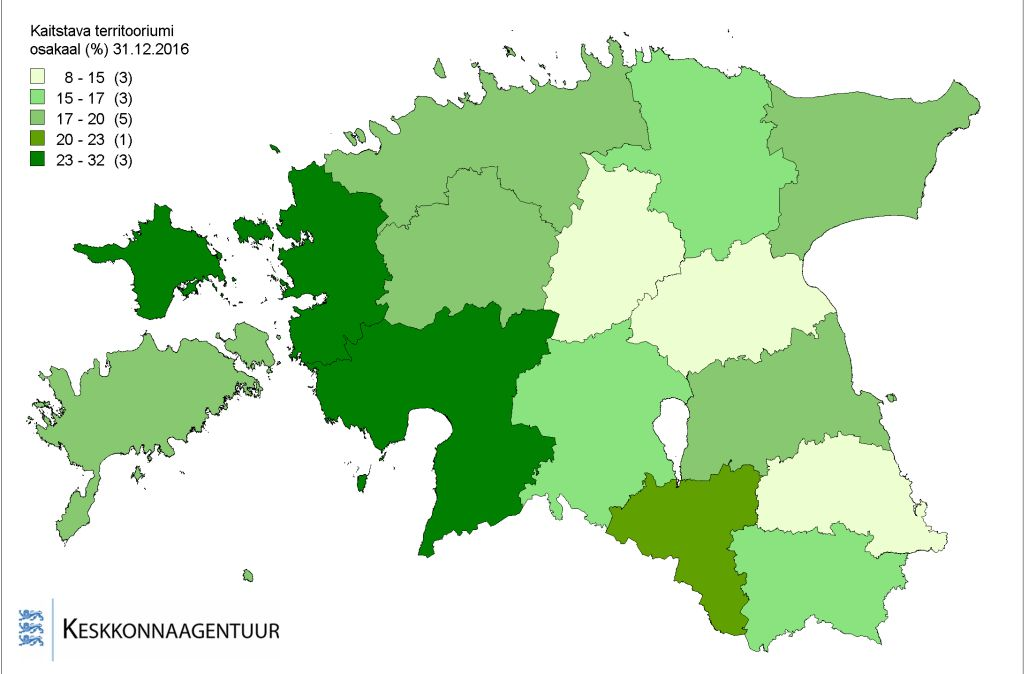 Kaitstava territooriumi
osakaal (%) 31.12.2016
8 - 15 (3)
15 - 17 (3)
17 - 20 (5)
20 - 23 (1)
23 - 32 (3)
KESKKONNAAGENTUUR